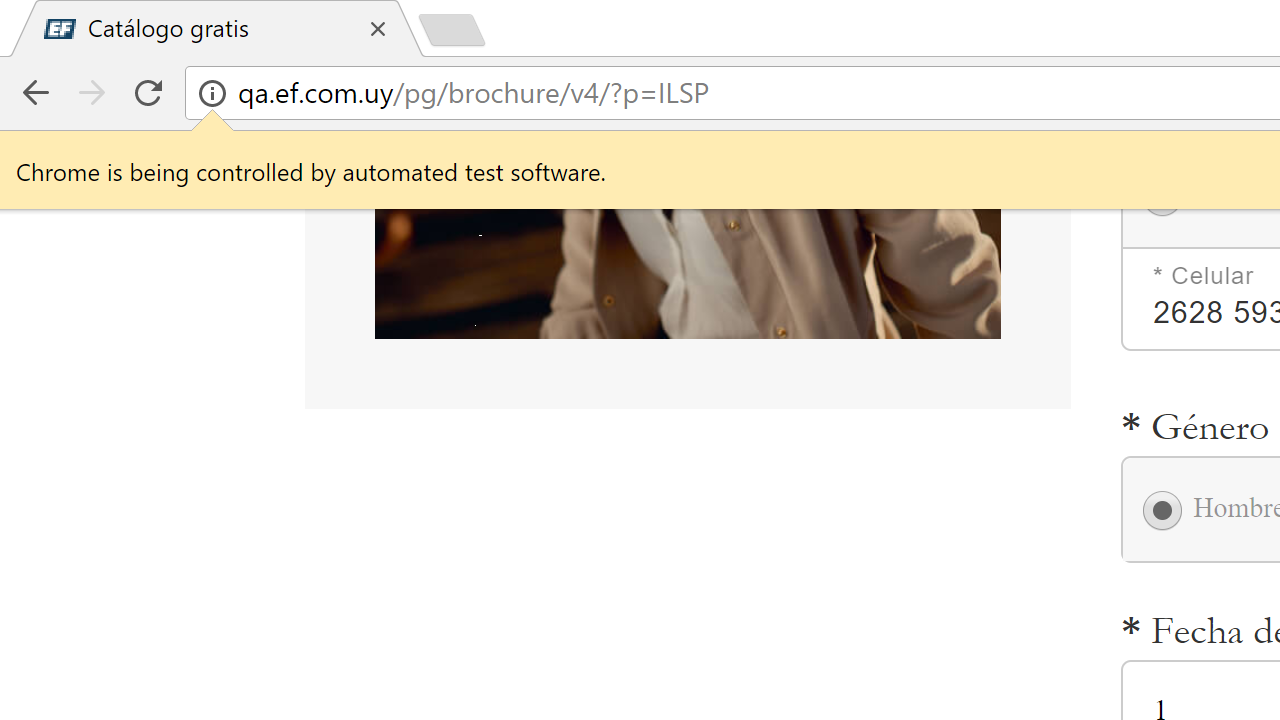 EF Catálogo gratis
qa.ef.com.uy/pg/brochure/v4/?p=ILSP
Chrome is being controlled by automated test software.
* Celular
2628 593
* Género
Hombre
* Fecha de
1